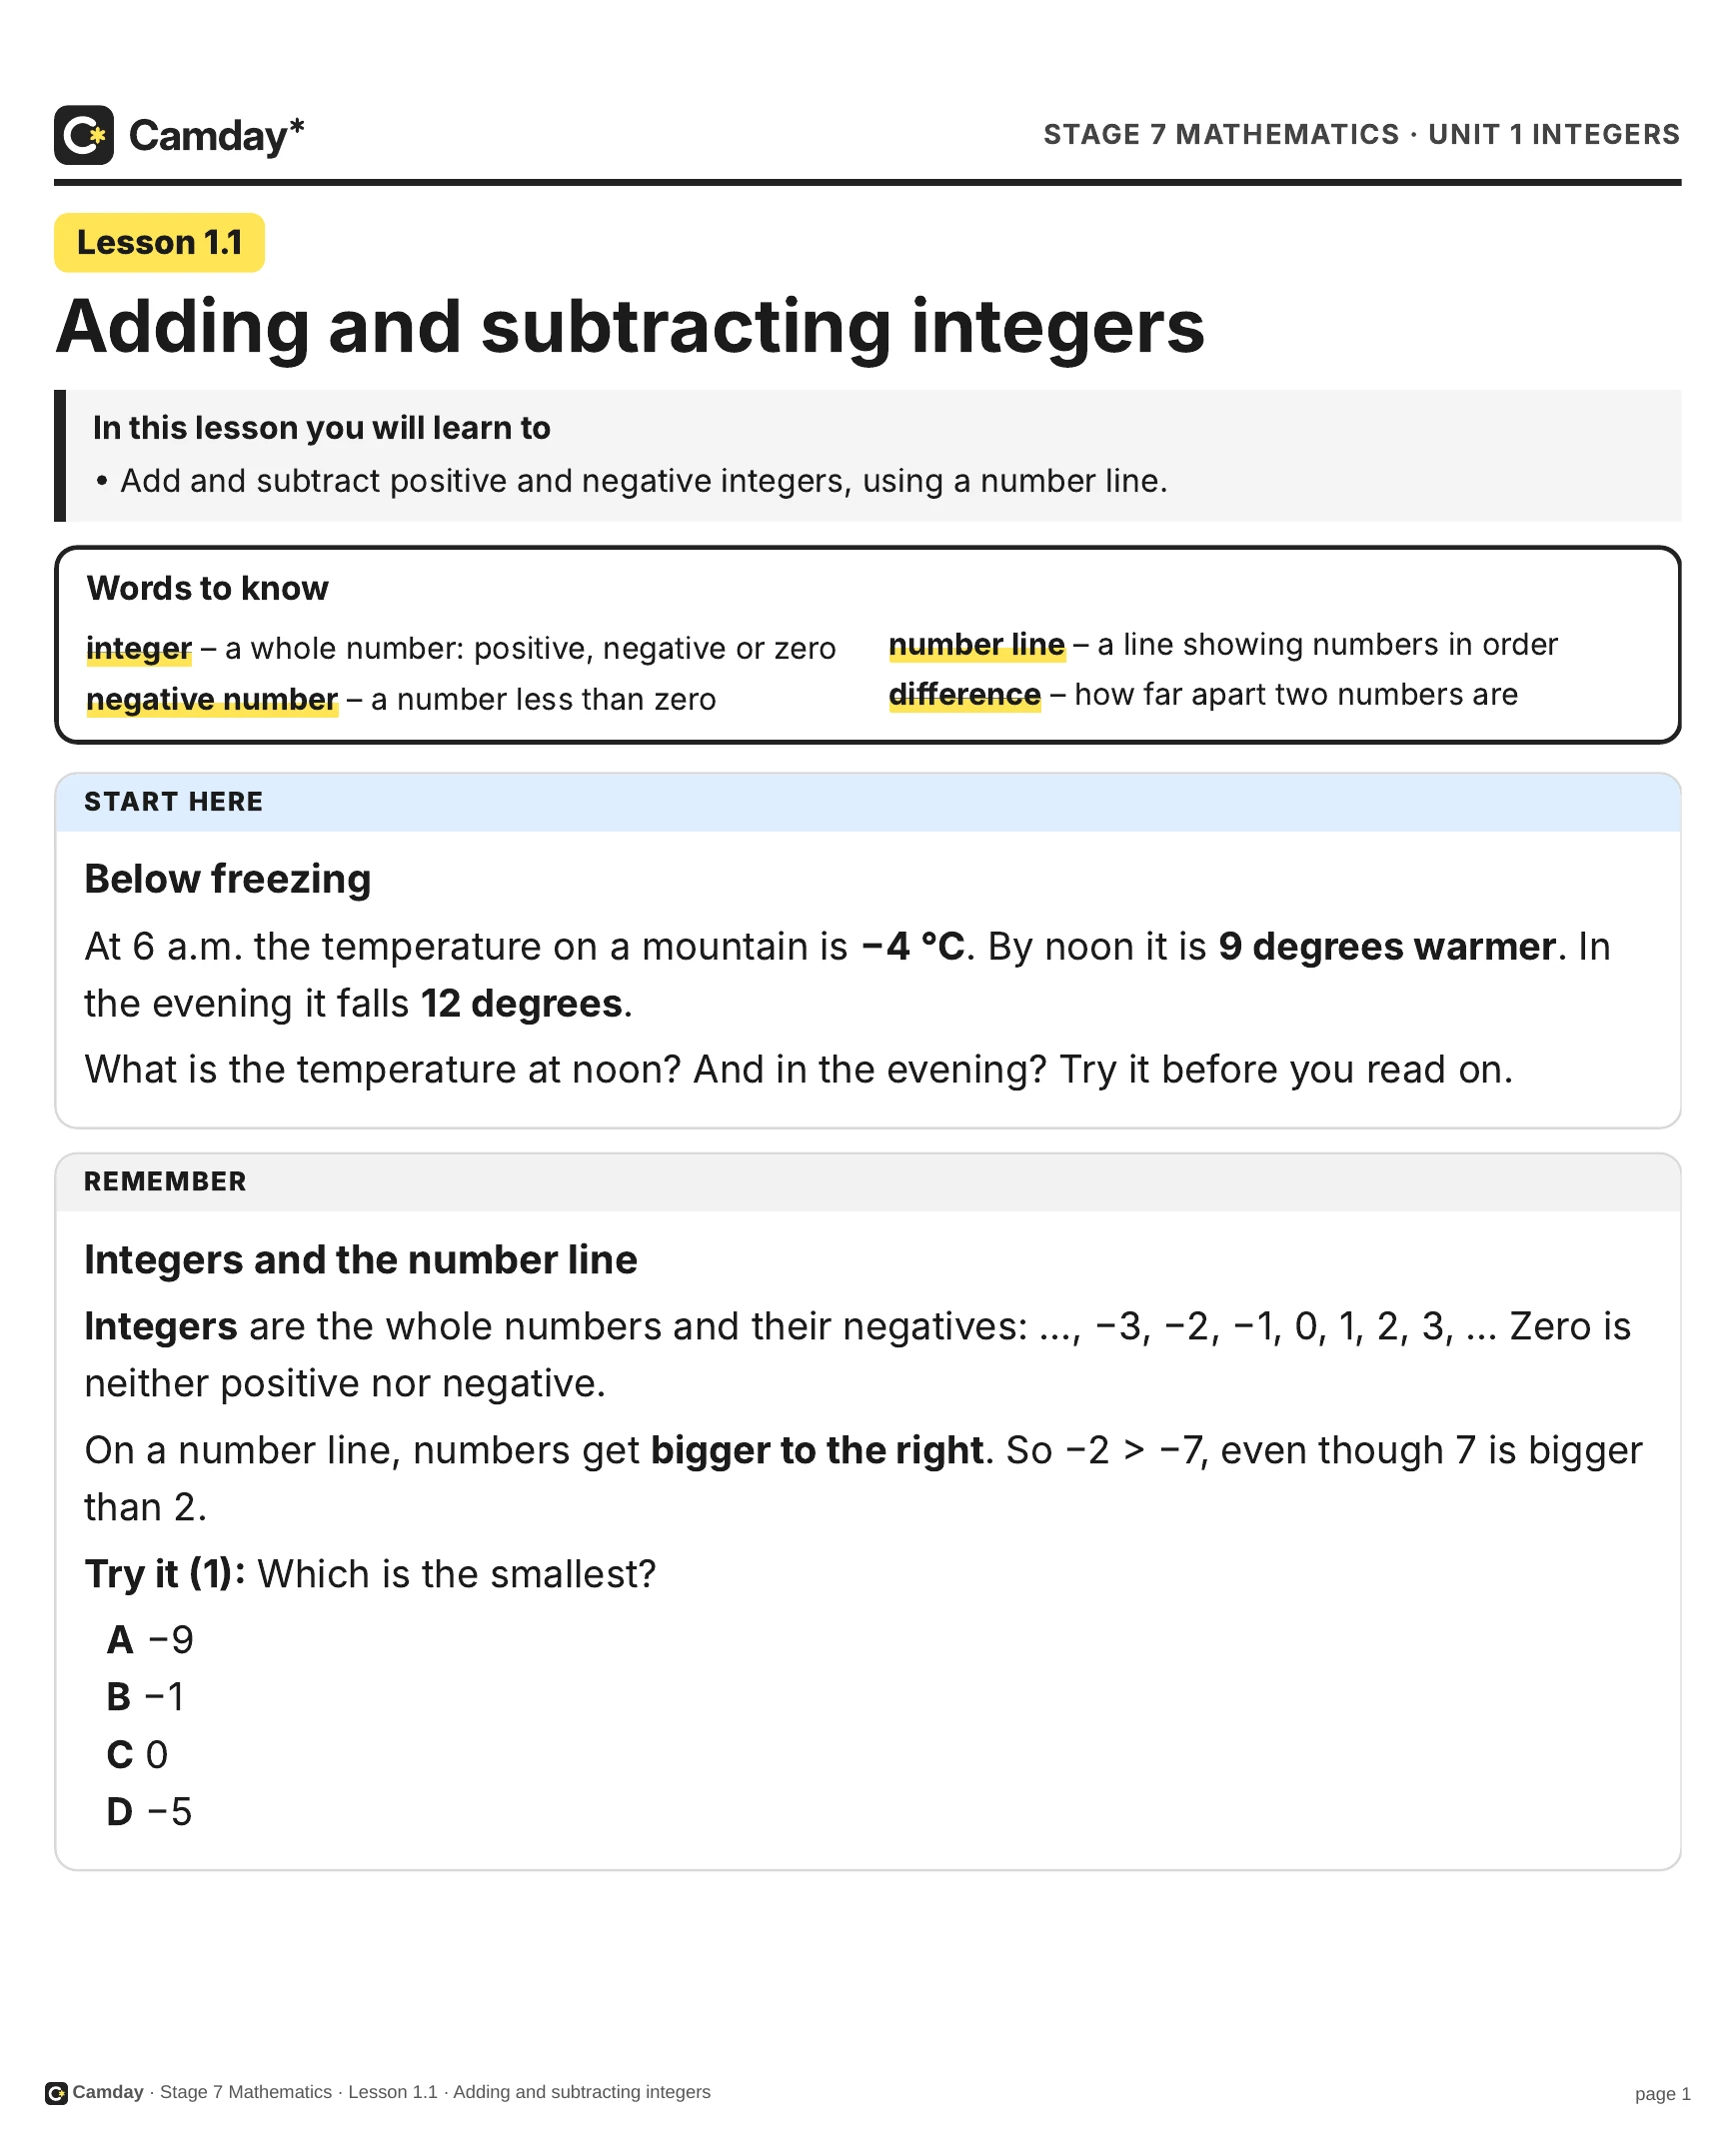 Camday*
STAGE 7 MATHEMATICS · UNIT 1 INTEGERS
Lesson 1.1
Adding and subtracting integers
In this lesson you will learn to
• Add and subtract positive and negative integers, using a number line.
Words to know
integer – a whole number: positive, negative or zero
negative number – a number less than zero
number line – a line showing numbers in order
difference – how far apart two numbers are
START HERE
Below freezing
At 6 a.m. the temperature on a mountain is −4 °C. By noon it is 9 degrees warmer. In
the evening it falls 12 degrees.
What is the temperature at noon? And in the evening? Try it before you read on.
REMEMBER
Integers and the number line
Integers are the whole numbers and their negatives: …, −3, −2, −1, 0, 1, 2, 3, … Zero is
neither positive nor negative.
On a number line, numbers get bigger to the right. So −2 > −7, even though 7 is bigger
than 2.
Try it (1): Which is the smallest?
A −9
B −1
C 0
D −5
Camday · Stage 7 Mathematics · Lesson 1.1 · Adding and subtracting integers
page 1